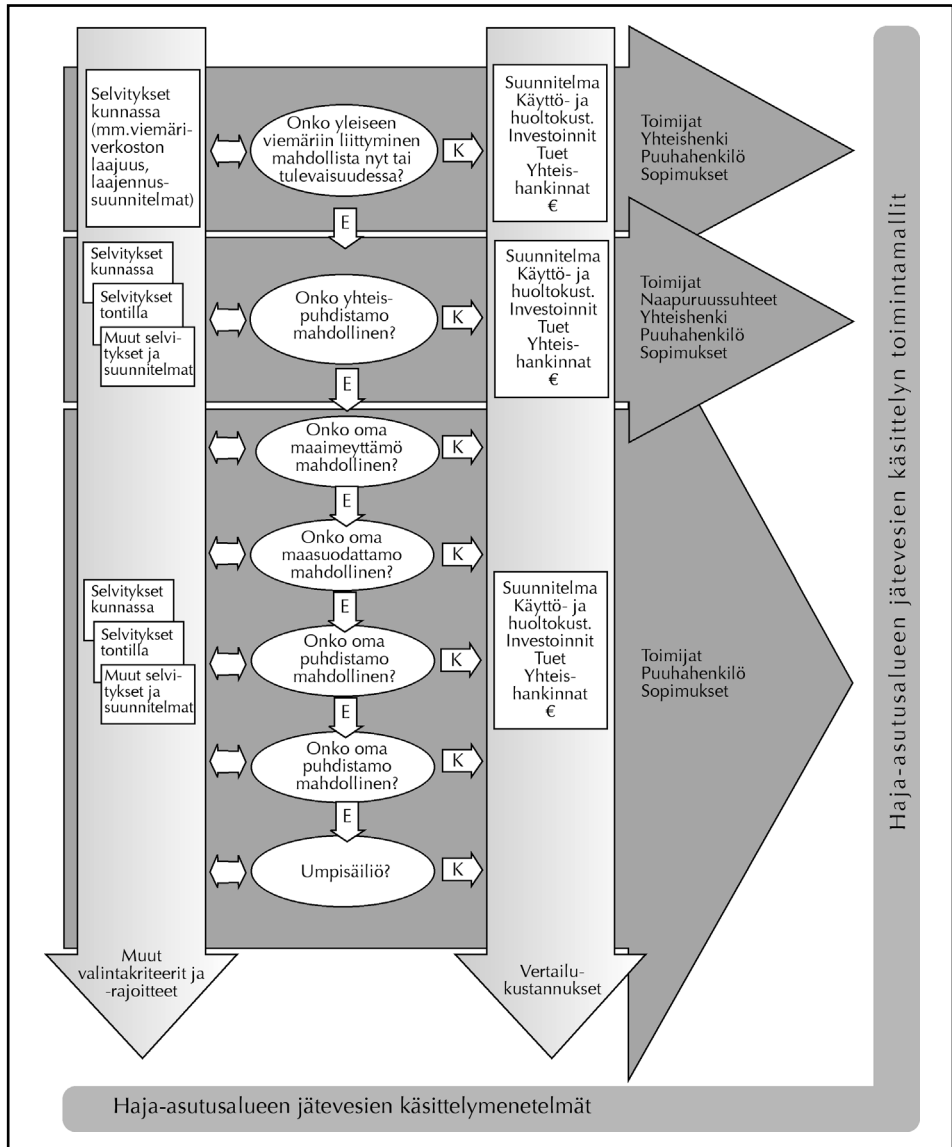 Selvitykset
kunnassa
(mm.viemäri-
verkoston
laajuus,
laajennus-
suunnitelmat)
Onko yleiseen
viemäriin liittyminen
mahdollista nyt tai
tulevaisuudessa?
K
Suunnitelma
Käyttö- ja
huoltokust.
Investoinnit
Tuet
Yhteis-
hankinnat
€
Toimijat
Yhteishenki
Puuhahenkilö
Sopimukset
E
Selvitykset
kunnassa
Selvitykset
tontilla
Muut selvi-
tykset ja
suunnitelmat
Onko yhteis-
puhdistamo
mahdollinen?
K
Suunnitelma
Käyttö- ja
huoltokust.
Investoinnit
Tuet
Yhteis-
hankinnat
€
Toimijat
Naapuruussuhteet
Yhteishenki
Puuhahenkilö
Sopimukset
E
Onko oma
maaimeyttämö
mahdollinen?
K
E
Onko oma
maasuodattamo
mahdollinen?
K
E
Selvitykset
kunnassa
Selvitykset
tontilla
Muut selvi-
tykset ja
suunnitelmat
Onko oma
puhdistamo
mahdollinen?
K
Suunnitelma
Käyttö- ja
huoltokust.
Investoinnit
Tuet
Yhteis-
hankinnat
€
Toimijat
Puuhahenkilö
Sopimukset
E
Onko oma
puhdistamo
mahdollinen?
K
E
Umpisäiliö?
K
Muut
valintakriteerit ja
-rajoitteet
Vertailu-
kustannukset
Haja-asutusalueen jätevesien käsittelyn toimintamallit
Haja-asutusalueen jätevesien käsittelymenetelmät